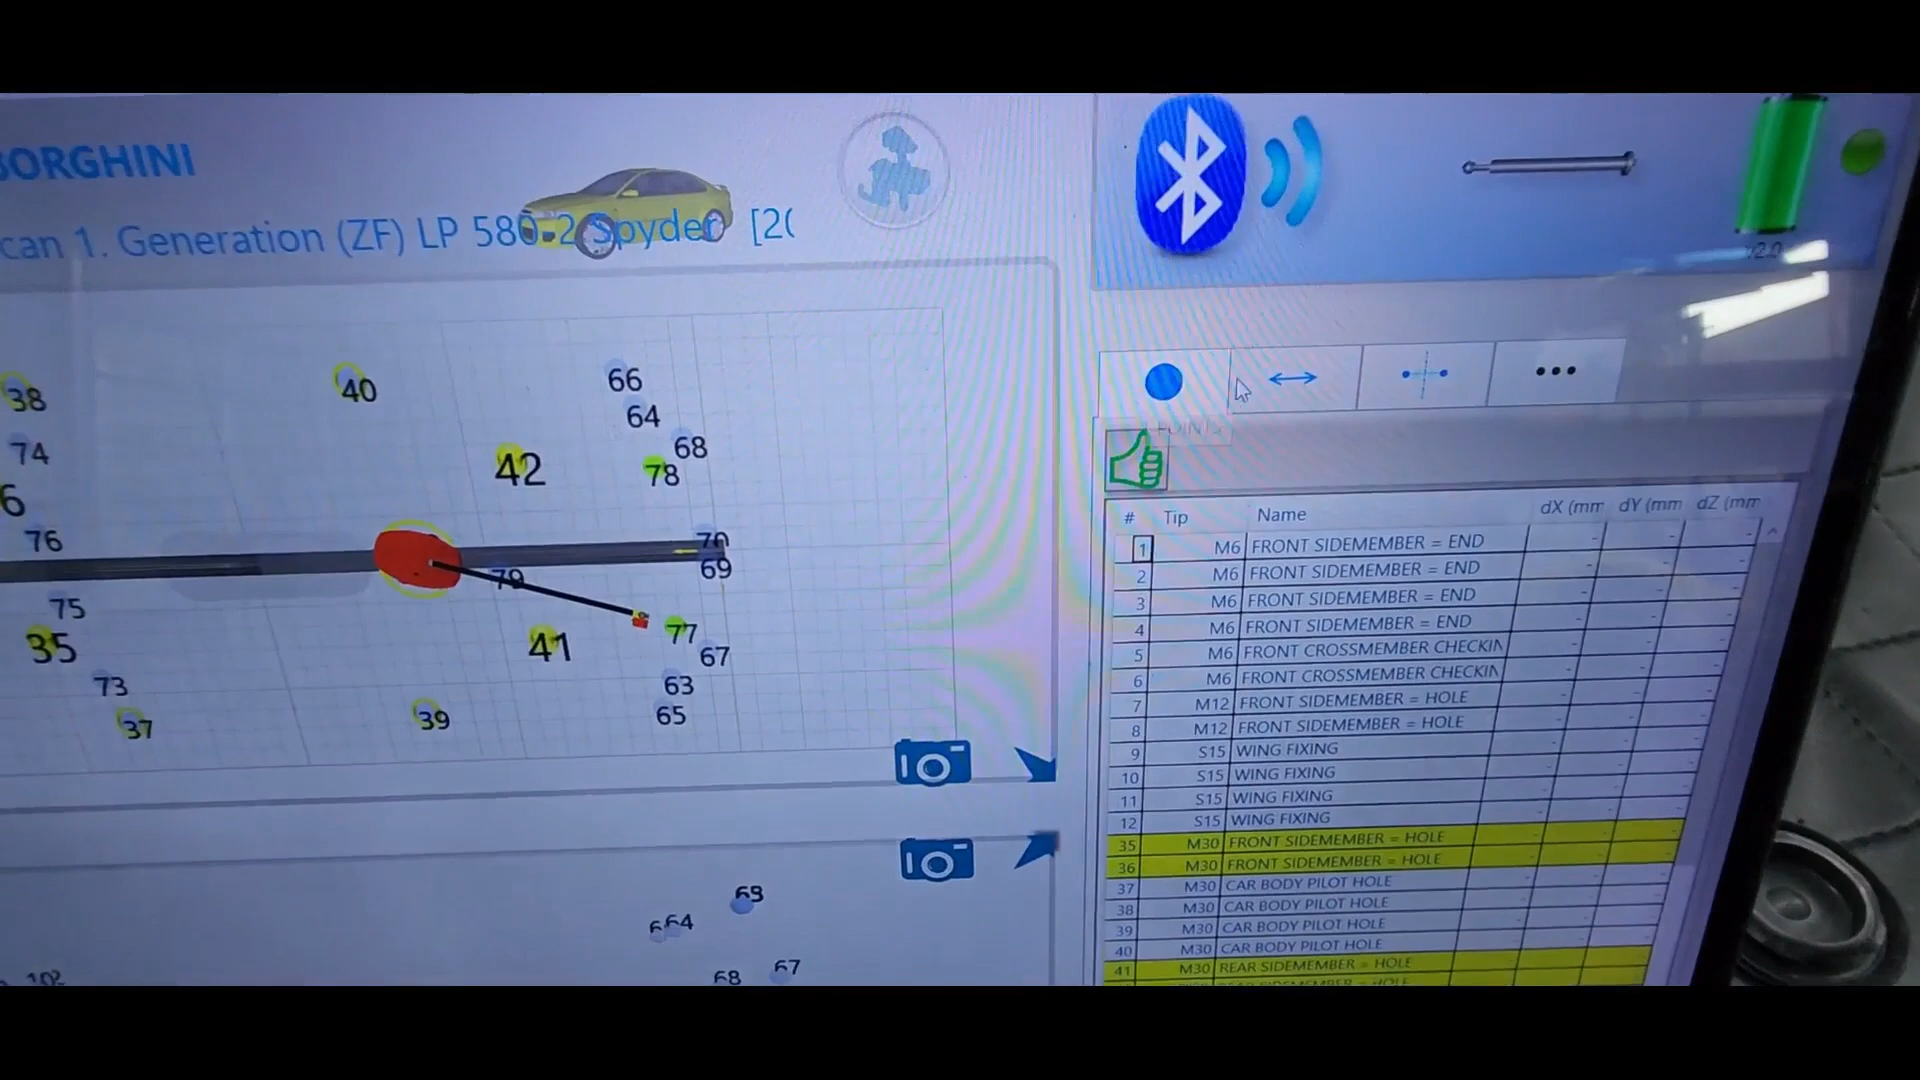 BORGHINI
can 1. Generation (ZF) LP 580-2 Spyder [2(
v2.0
38
40
66
64
74
68
42
78
6
76
70
69
79
75
77
35
41
67
73
63
37
39
65
69
64
67
68
102
POINTS
# Tip Name dX (mm dY (mm dZ (mm
1 M6 FRONT SIDEMEMBER = END - - -
2 M6 FRONT SIDEMEMBER = END - - -
3 M6 FRONT SIDEMEMBER = END - - -
4 M6 FRONT SIDEMEMBER = END - - -
5 M6 FRONT CROSSMEMBER CHECKIN - - -
6 M6 FRONT CROSSMEMBER CHECKIN - - -
7 M12 FRONT SIDEMEMBER = HOLE - - -
8 M12 FRONT SIDEMEMBER = HOLE - - -
9 S15 WING FIXING - - -
10 S15 WING FIXING - - -
11 S15 WING FIXING - - -
12 S15 WING FIXING - - -
35 M30 FRONT SIDEMEMBER = HOLE - - -
36 M30 FRONT SIDEMEMBER = HOLE - - -
37 M30 CAR BODY PILOT HOLE - - -
38 M30 CAR BODY PILOT HOLE - - -
39 M30 CAR BODY PILOT HOLE - - -
40 M30 CAR BODY PILOT HOLE - - -
41 M30 REAR SIDEMEMBER = HOLE - - -